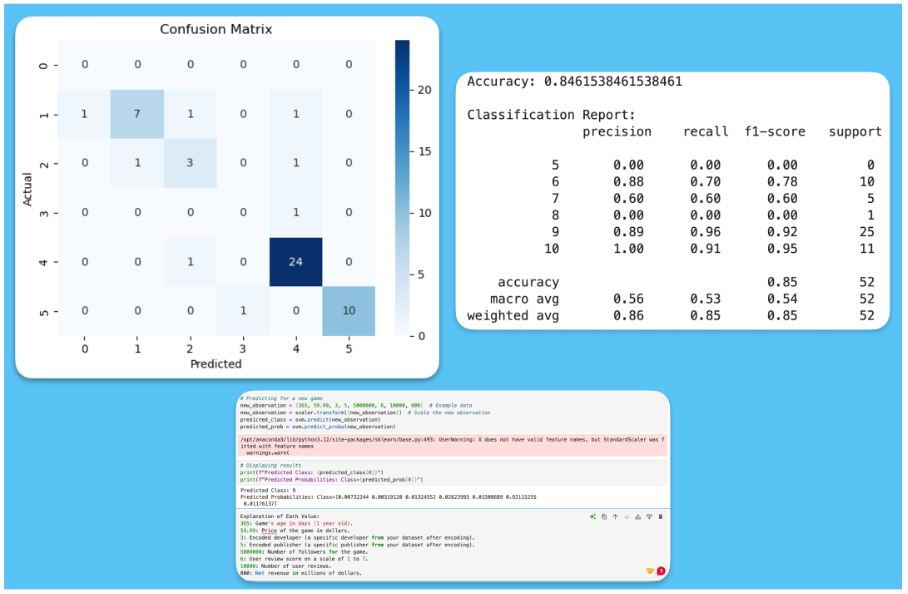 Confusion Matrix
0 0 0 0 0 0 0
1 1 7 1 0 1 0
2 0 1 3 0 1 0
3 0 0 0 0 1 0
4 0 0 1 0 24 0
5 0 0 0 1 0 10
Actual
0 1 2 3 4 5
Predicted
20
15
10
5
0
Accuracy: 0.8461538461538461
Classification Report:
precision recall f1-score support
5 0.00 0.00 0.00 0
6 0.88 0.70 0.78 10
7 0.60 0.60 0.60 5
8 0.00 0.00 0.00 1
9 0.89 0.96 0.92 25
10 1.00 0.91 0.95 11
accuracy 0.85 52
macro avg 0.56 0.53 0.54 52
weighted avg 0.86 0.85 0.85 52
# Predicting for a new game
new_observation = [365, 59.99, 3, 5, 5000000, 6, 10000, 800] # Example data
new_observation = scaler.transform([new_observation]) # Scale the new observation
predicted_class = svm.predict(new_observation)
predicted_prob = svm.predict_proba(new_observation)
/opt/anaconda3/lib/python3.12/site-packages/sklearn/base.py:493: UserWarning: X does not have valid feature names, but StandardScaler was f
itted with feature names
warnings.warn(
# Displaying results
print(f"Predicted Class: {predicted_class[0]}")
print(f"Predicted Probabilities: Class={predicted_prob[0]}")
Predicted Class: 9
Predicted Probabilities: Class=[0.00732244 0.00319128 0.01324552 0.02823995 0.01508689 0.92115255
0.01176137]
Explanation of Each Value:
365: Game's age in days (1 year old).
59.99: Price of the game in dollars.
3: Encoded developer (a specific developer from your dataset after encoding).
5: Encoded publisher (a specific publisher from your dataset after encoding).
5000000: Number of followers for the game.
6: User review score on a scale of 1 to 7.
10000: Number of user reviews.
800: Net revenue in millions of dollars.
1